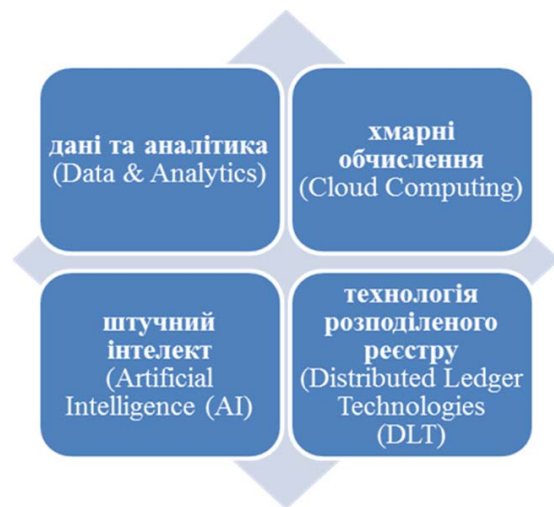 дані та аналітика
(Data & Analytics)
хмарні
обчислення
(Cloud Computing)
штучний
інтелект
(Artificial
Intelligence (AI)
технологія
розподіленого
реєстру
(Distributed Ledger
Technologies
(DLT)